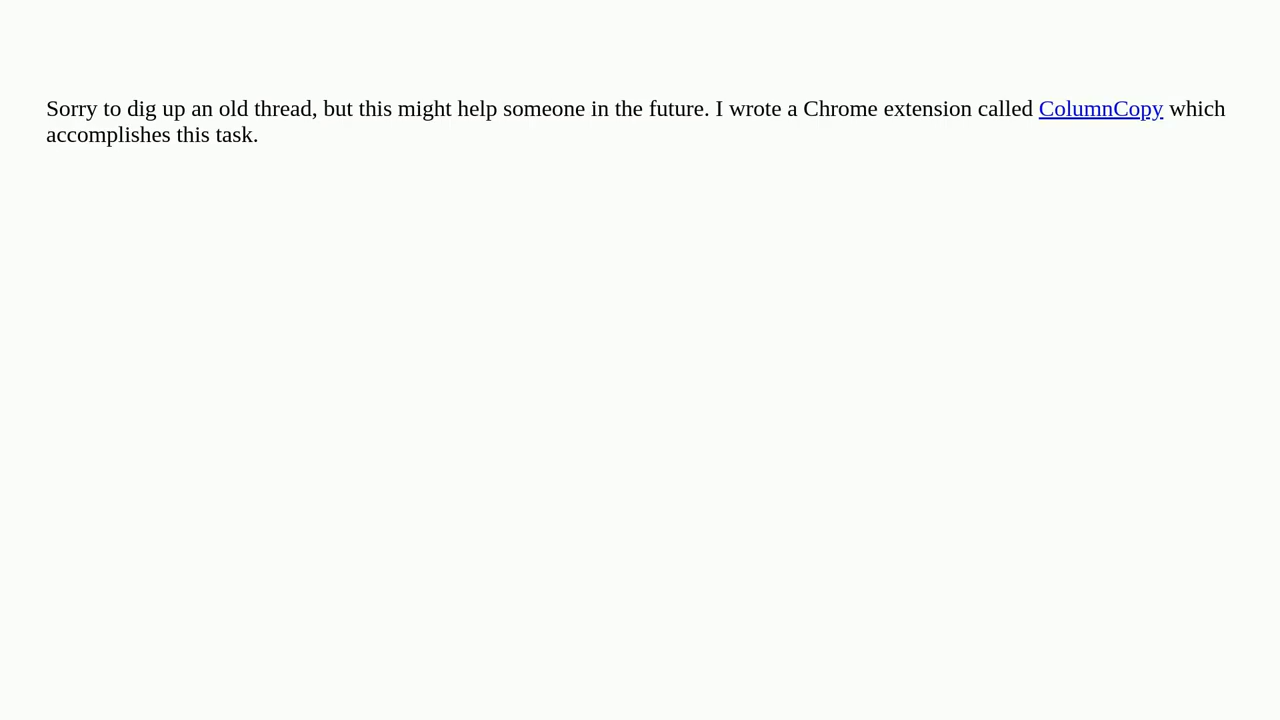 Sorry to dig up an old thread, but this might help someone in the future. I wrote a Chrome extension called ColumnCopy which
accomplishes this task.